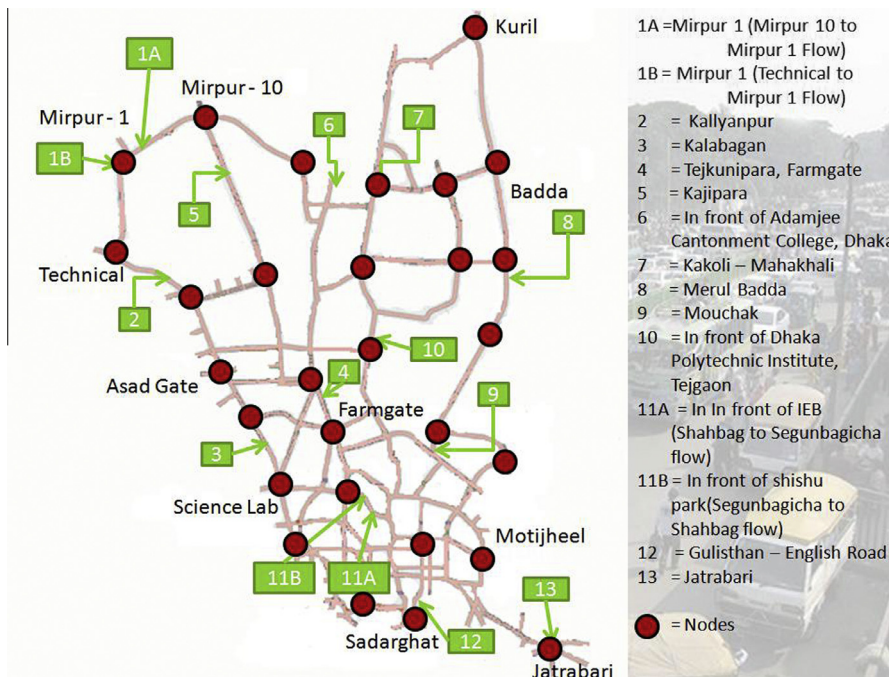 Kuril
1A
Mirpur - 10
Mirpur - 1
6
7
1B
Badda
5
8
Technical
2
10
4
Asad Gate
9
Farmgate
3
Science Lab
Motijheel
11B
11A
13
12
Sadarghat
Jatrabari
1A =Mirpur 1 (Mirpur 10 to
Mirpur 1 Flow)
1B = Mirpur 1 (Technical to
Mirpur 1 Flow)
2 = Kallyanpur
3 = Kalabagan
4 = Tejkunipara, Farmgate
5 = Kajipara
6 =In front of Adamjee
Cantonment College, Dhaka
7 = Kakoli – Mahakhali
8 = Merul Badda
9 = Mouchak
10 = In front of Dhaka
Polytechnic Institute,
Tejgaon
11A = In In front of IEB
(Shahbag to Segunbagicha
flow)
11B = In front of shishu
park(Segunbagicha to
Shahbag flow)
12 = Gulisthan – English Road
13 = Jatrabari
= Nodes